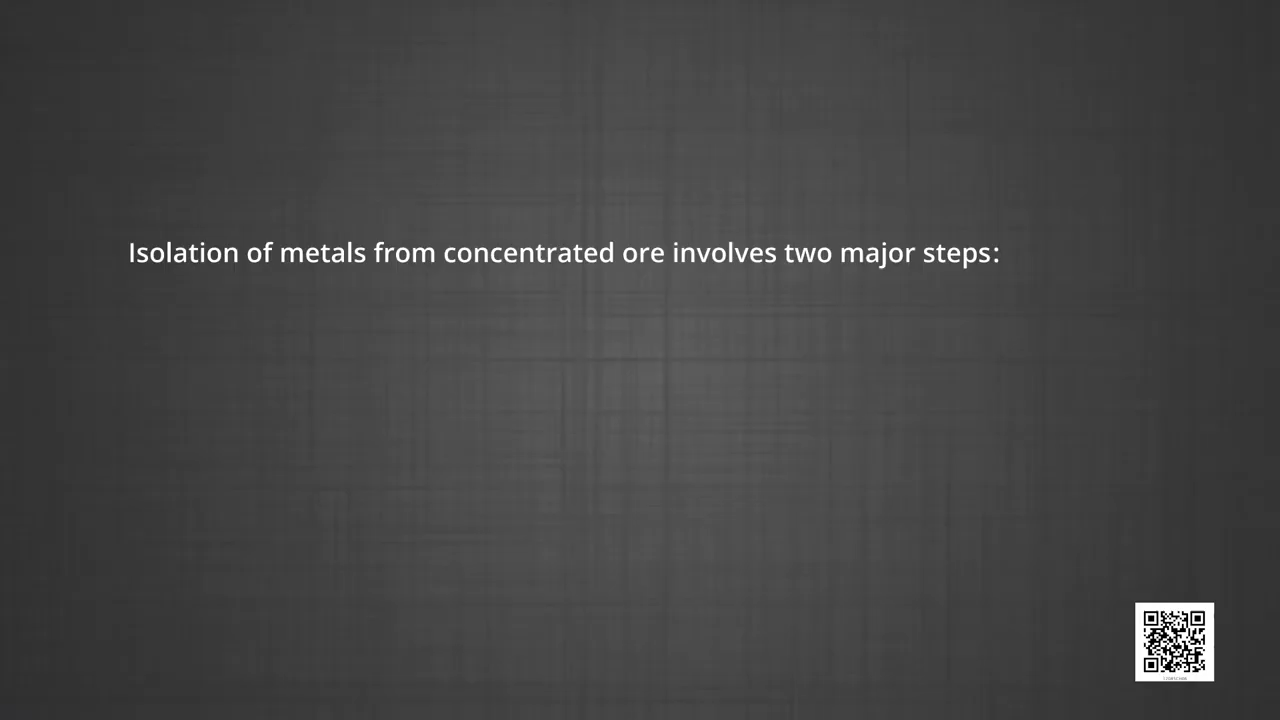 Isolation of metals from concentrated ore involves two major steps: